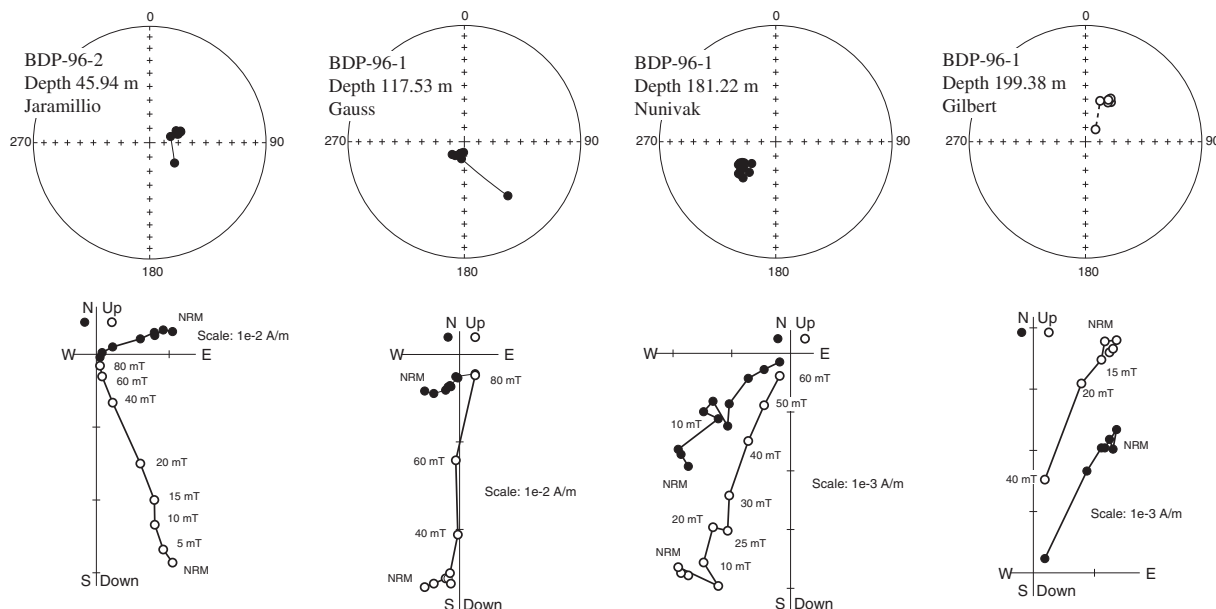 0
BDP-96-2
Depth 45.94 m
Jaramillio
270
90
180
0
BDP-96-1
Depth 117.53 m
Gauss
270
90
180
0
BDP-96-1
Depth 181.22 m
Nunivak
270
90
180
0
BDP-96-1
Depth 199.38 m
Gilbert
270
90
180
N Up
NRM
Scale: 1e-2 A/m
W E
80 mT
60 mT
40 mT
20 mT
15 mT
10 mT
5 mT
NRM
S Down
N Up
W E
NRM
80 mT
60 mT
Scale: 1e-2 A/m
40 mT
NRM
S Down
N Up
W E
60 mT
50 mT
10 mT
40 mT
NRM
Scale: 1e-3 A/m
30 mT
20 mT
25 mT
NRM
10 mT
S Down
N Up
NRM
15 mT
20 mT
NRM
40 mT
Scale: 1e-3 A/m
W E
S Down